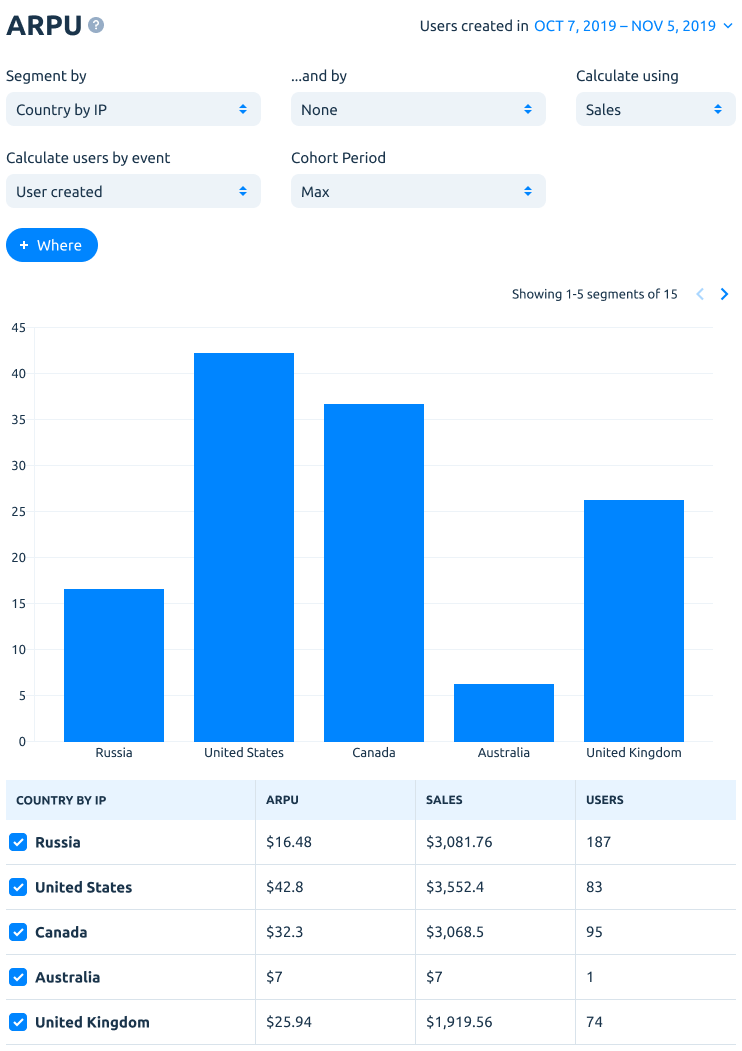 ARPU ?
Users created in OCT 7, 2019 – NOV 5, 2019
Segment by ...and by Calculate using
Country by IP None Sales
Calculate users by event Cohort Period
User created Max
+ Where
Showing 1-5 segments of 15
45
40
35
30
25
20
15
10
5
0
Russia United States Canada Australia United Kingdom
COUNTRY BY IP ARPU SALES USERS
Russia $16.48 $3,081.76 187
United States $42.8 $3,552.4 83
Canada $32.3 $3,068.5 95
Australia $7 $7 1
United Kingdom $25.94 $1,919.56 74